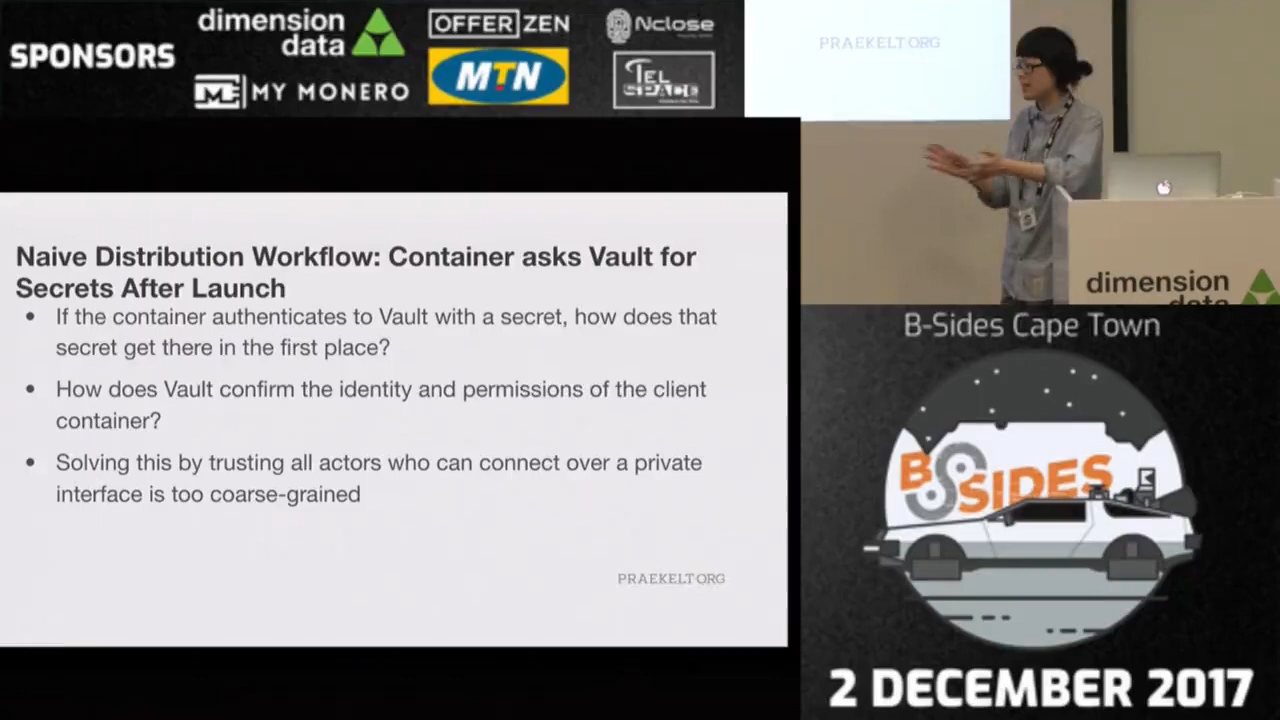 SPONSORS
dimension
data
OFFERZEN
Nclose
MY MONERO
MTN
TEL
SPACE
PRAEKELT.ORG
Naive Distribution Workflow: Container asks Vault for
Secrets After Launch
• If the container authenticates to Vault with a secret, how does that
secret get there in the first place?
• How does Vault confirm the identity and permissions of the client
container?
• Solving this by trusting all actors who can connect over a private
interface is too coarse-grained
PRAEKELT.ORG
dimension
data
B-Sides Cape Town
BSIDES
2 DECEMBER 2017